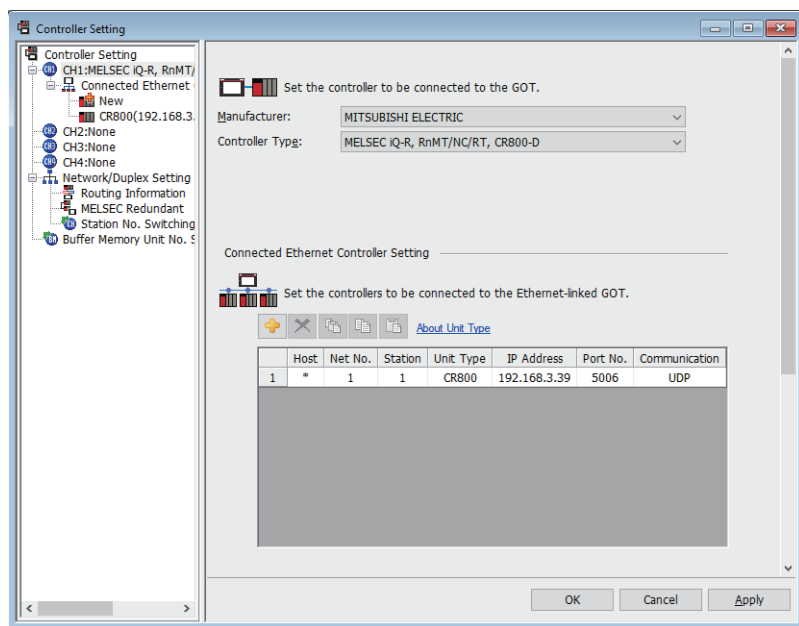 Controller Setting
Controller Setting
CH1:MELSEC iQ-R, RnMT/
Connected Ethernet
New
CR800(192.168.3.
CH2:None
CH3:None
CH4:None
Network/Duplex Setting
Routing Information
MELSEC Redundant
Station No. Switching
Buffer Memory Unit No. S
Set the controller to be connected to the GOT.
Manufacturer: MITSUBISHI ELECTRIC
Controller Type: MELSEC iQ-R, RnMT/NC/RT, CR800-D
Connected Ethernet Controller Setting
Set the controllers to be connected to the Ethernet-linked GOT.
About Unit Type
Host Net No. Station Unit Type IP Address Port No. Communication
1 * 1 1 CR800 192.168.3.39 5006 UDP
OK Cancel Apply